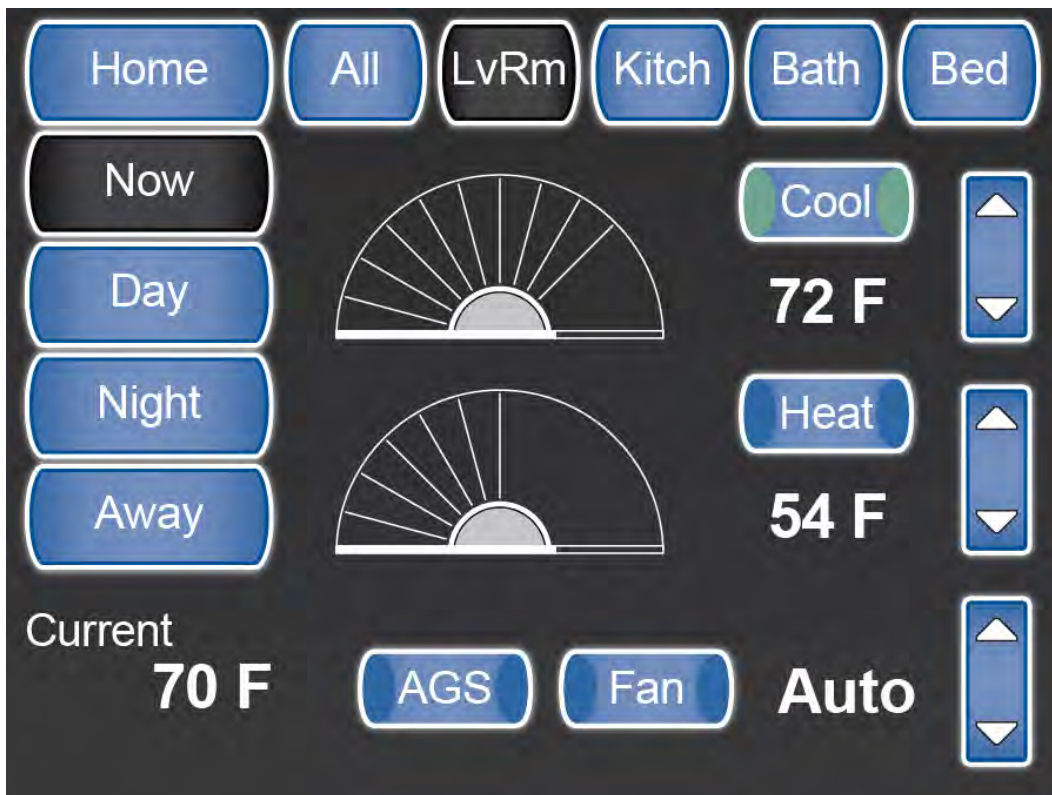 Home All LvRm Kitch Bath Bed
Now
Cool
Day
72 F
Night
Heat
Away
54 F
Current
70 F
AGS Fan Auto